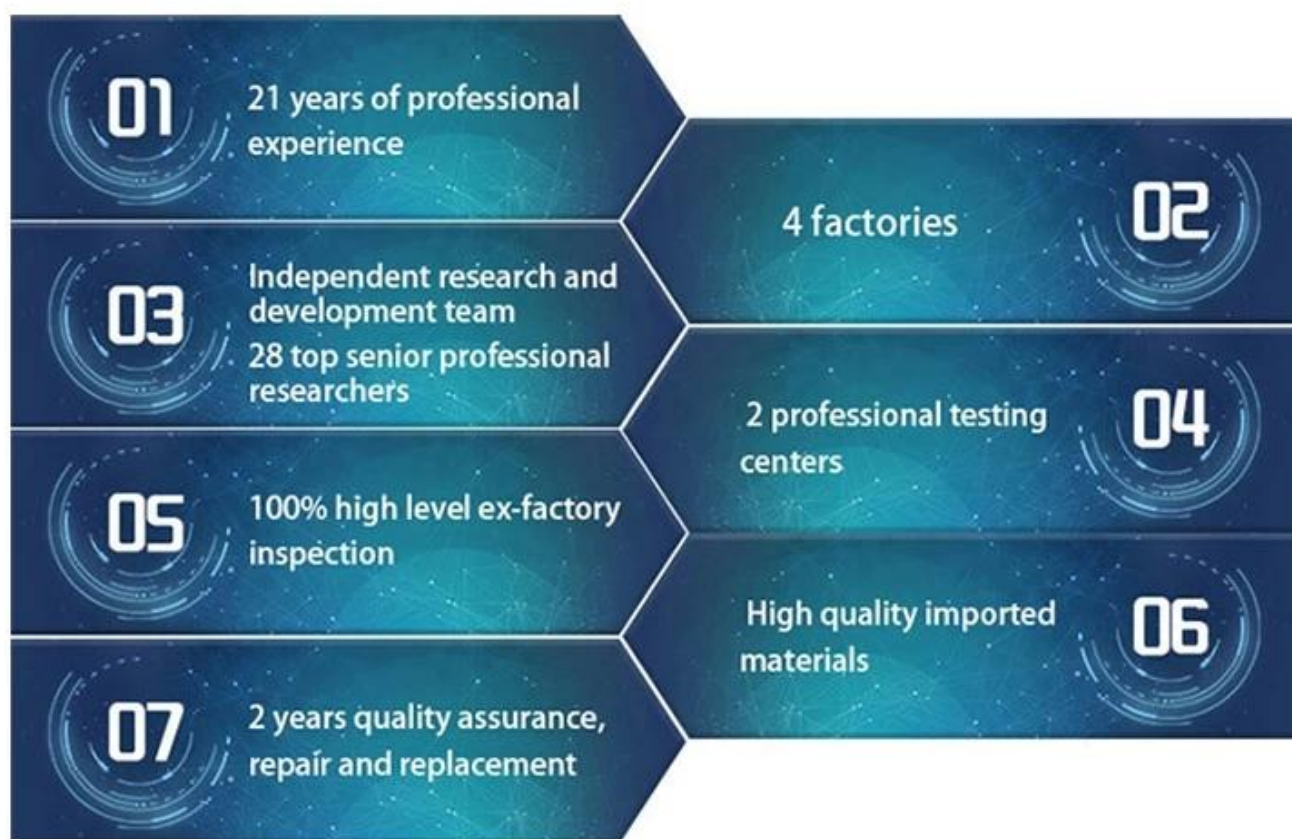 01
21 years of professional
experience
02
4 factories
03
Independent research and
development team
28 top senior professional
researchers
04
2 professional testing
centers
05
100% high level ex-factory
inspection
06
High quality imported
materials
07
2 years quality assurance,
repair and replacement